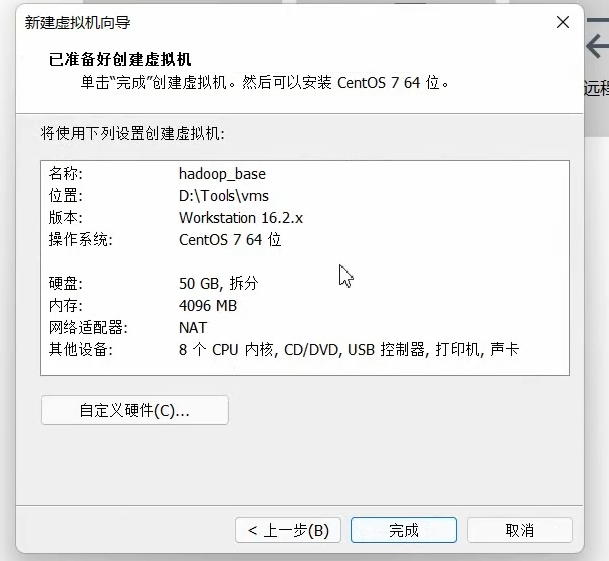 新建虚拟机向导
已准备好创建虚拟机
单击“完成”创建虚拟机。然后可以安装 CentOS 7 64 位。
远程
将使用下列设置创建虚拟机:
名称: hadoop_base
位置: D:\Tools\vms
版本: Workstation 16.2.x
操作系统: CentOS 7 64 位
硬盘: 50 GB, 拆分
内存: 4096 MB
网络适配器: NAT
其他设备: 8 个 CPU 内核, CD/DVD, USB 控制器, 打印机, 声卡
自定义硬件(C)...
< 上一步(B) 完成 取消